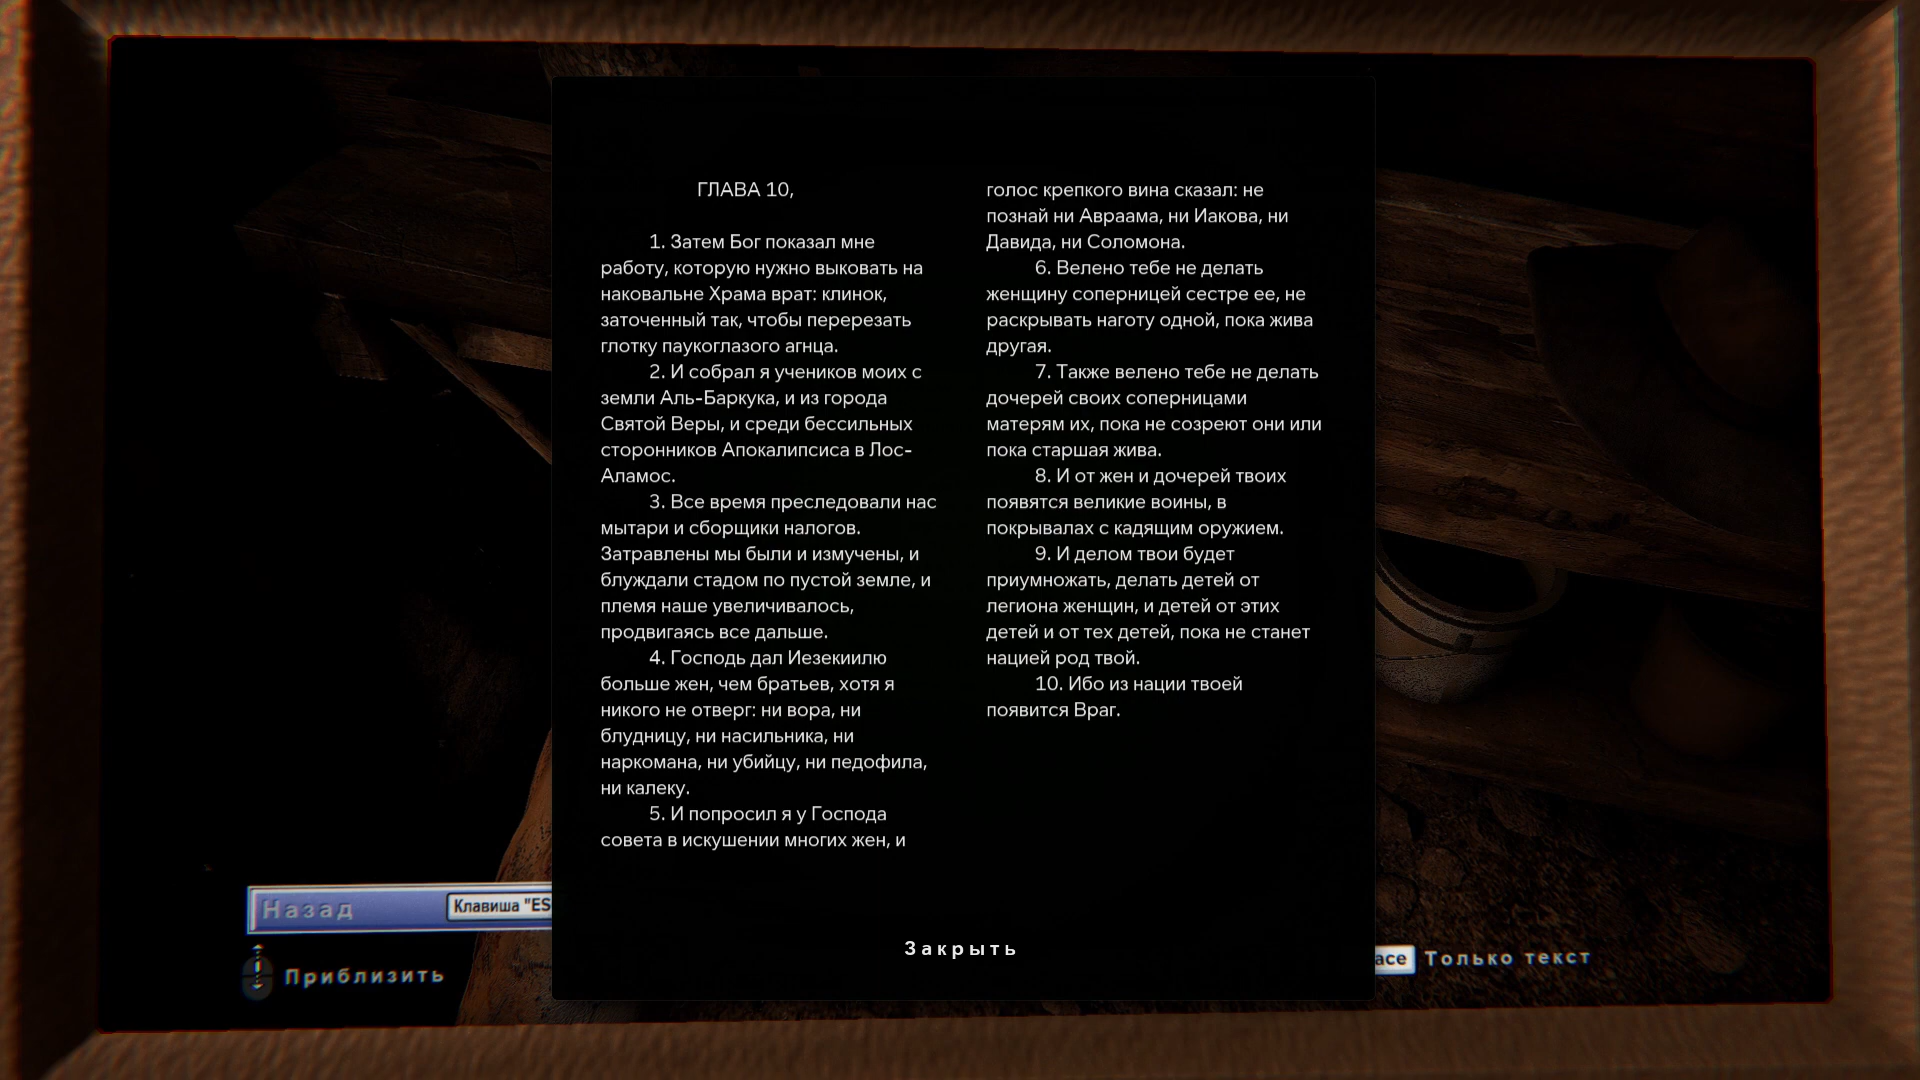 ГЛАВА 10,
1. Затем Бог показал мне
работу, которую нужно выковать на
наковальне Храма врат: клинок,
заточенный так, чтобы перерезать
глотку паукоглазого агнца.
2. И собрал я учеников моих с
земли Аль-Баркука, и из города
Святой Веры, и среди бессильных
сторонников Апокалипсиса в Лос-
Аламос.
3. Все время преследовали нас
мытари и сборщики налогов.
Затравлены мы были и измучены, и
блуждали стадом по пустой земле, и
племя наше увеличивалось,
продвигаясь все дальше.
4. Господь дал Иезекиилю
больше жен, чем братьев, хотя я
никого не отверг: ни вора, ни
блудницу, ни насильника, ни
наркомана, ни убийцу, ни педофила,
ни калеку.
5. И попросил я у Господа
совета в искушении многих жен, и
голос крепкого вина сказал: не
познай ни Авраама, ни Иакова, ни
Давида, ни Соломона.
6. Велено тебе не делать
женщину соперницей сестре ее, не
раскрывать наготу одной, пока жива
другая.
7. Также велено тебе не делать
дочерей своих соперницами
матерям их, пока не созреют они или
пока старшая жива.
8. И от жен и дочерей твоих
появятся великие воины, в
покрывалах с кадящим оружием.
9. И делом твои будет
приумножать, делать детей от
легиона женщин, и детей от этих
детей и от тех детей, пока не станет
нацией род твой.
10. Ибо из нации твоей
появится Враг.
Закрыть
Назад
Клавиша "ES
Приблизить
ace Только текст